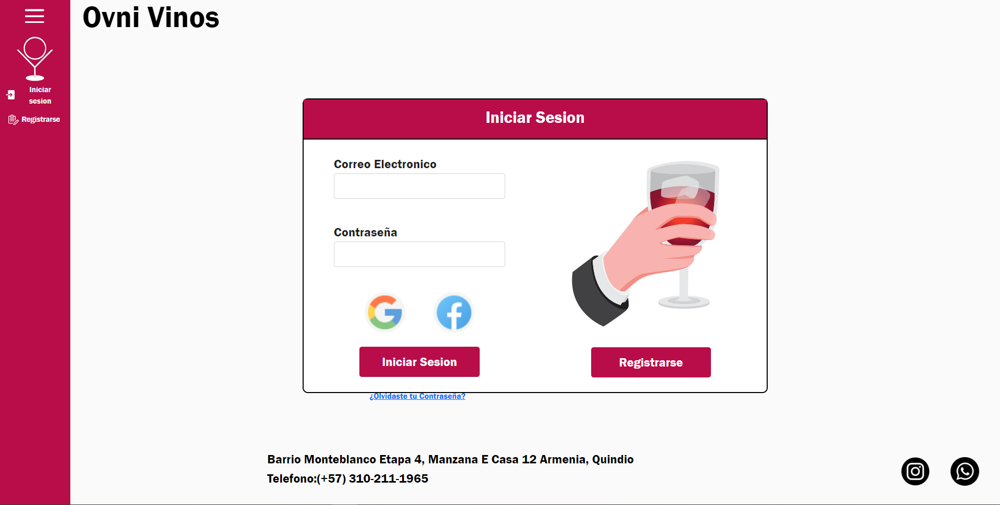 Ovni Vinos
Iniciar
sesion
Registrarse
Iniciar Sesion
Correo Electronico
Contraseña
Iniciar Sesion
Registrarse
¿Olvidaste tu Contraseña?
Barrio Monteblanco Etapa 4, Manzana E Casa 12 Armenia, Quindio
Telefono:(+57) 310-211-1965